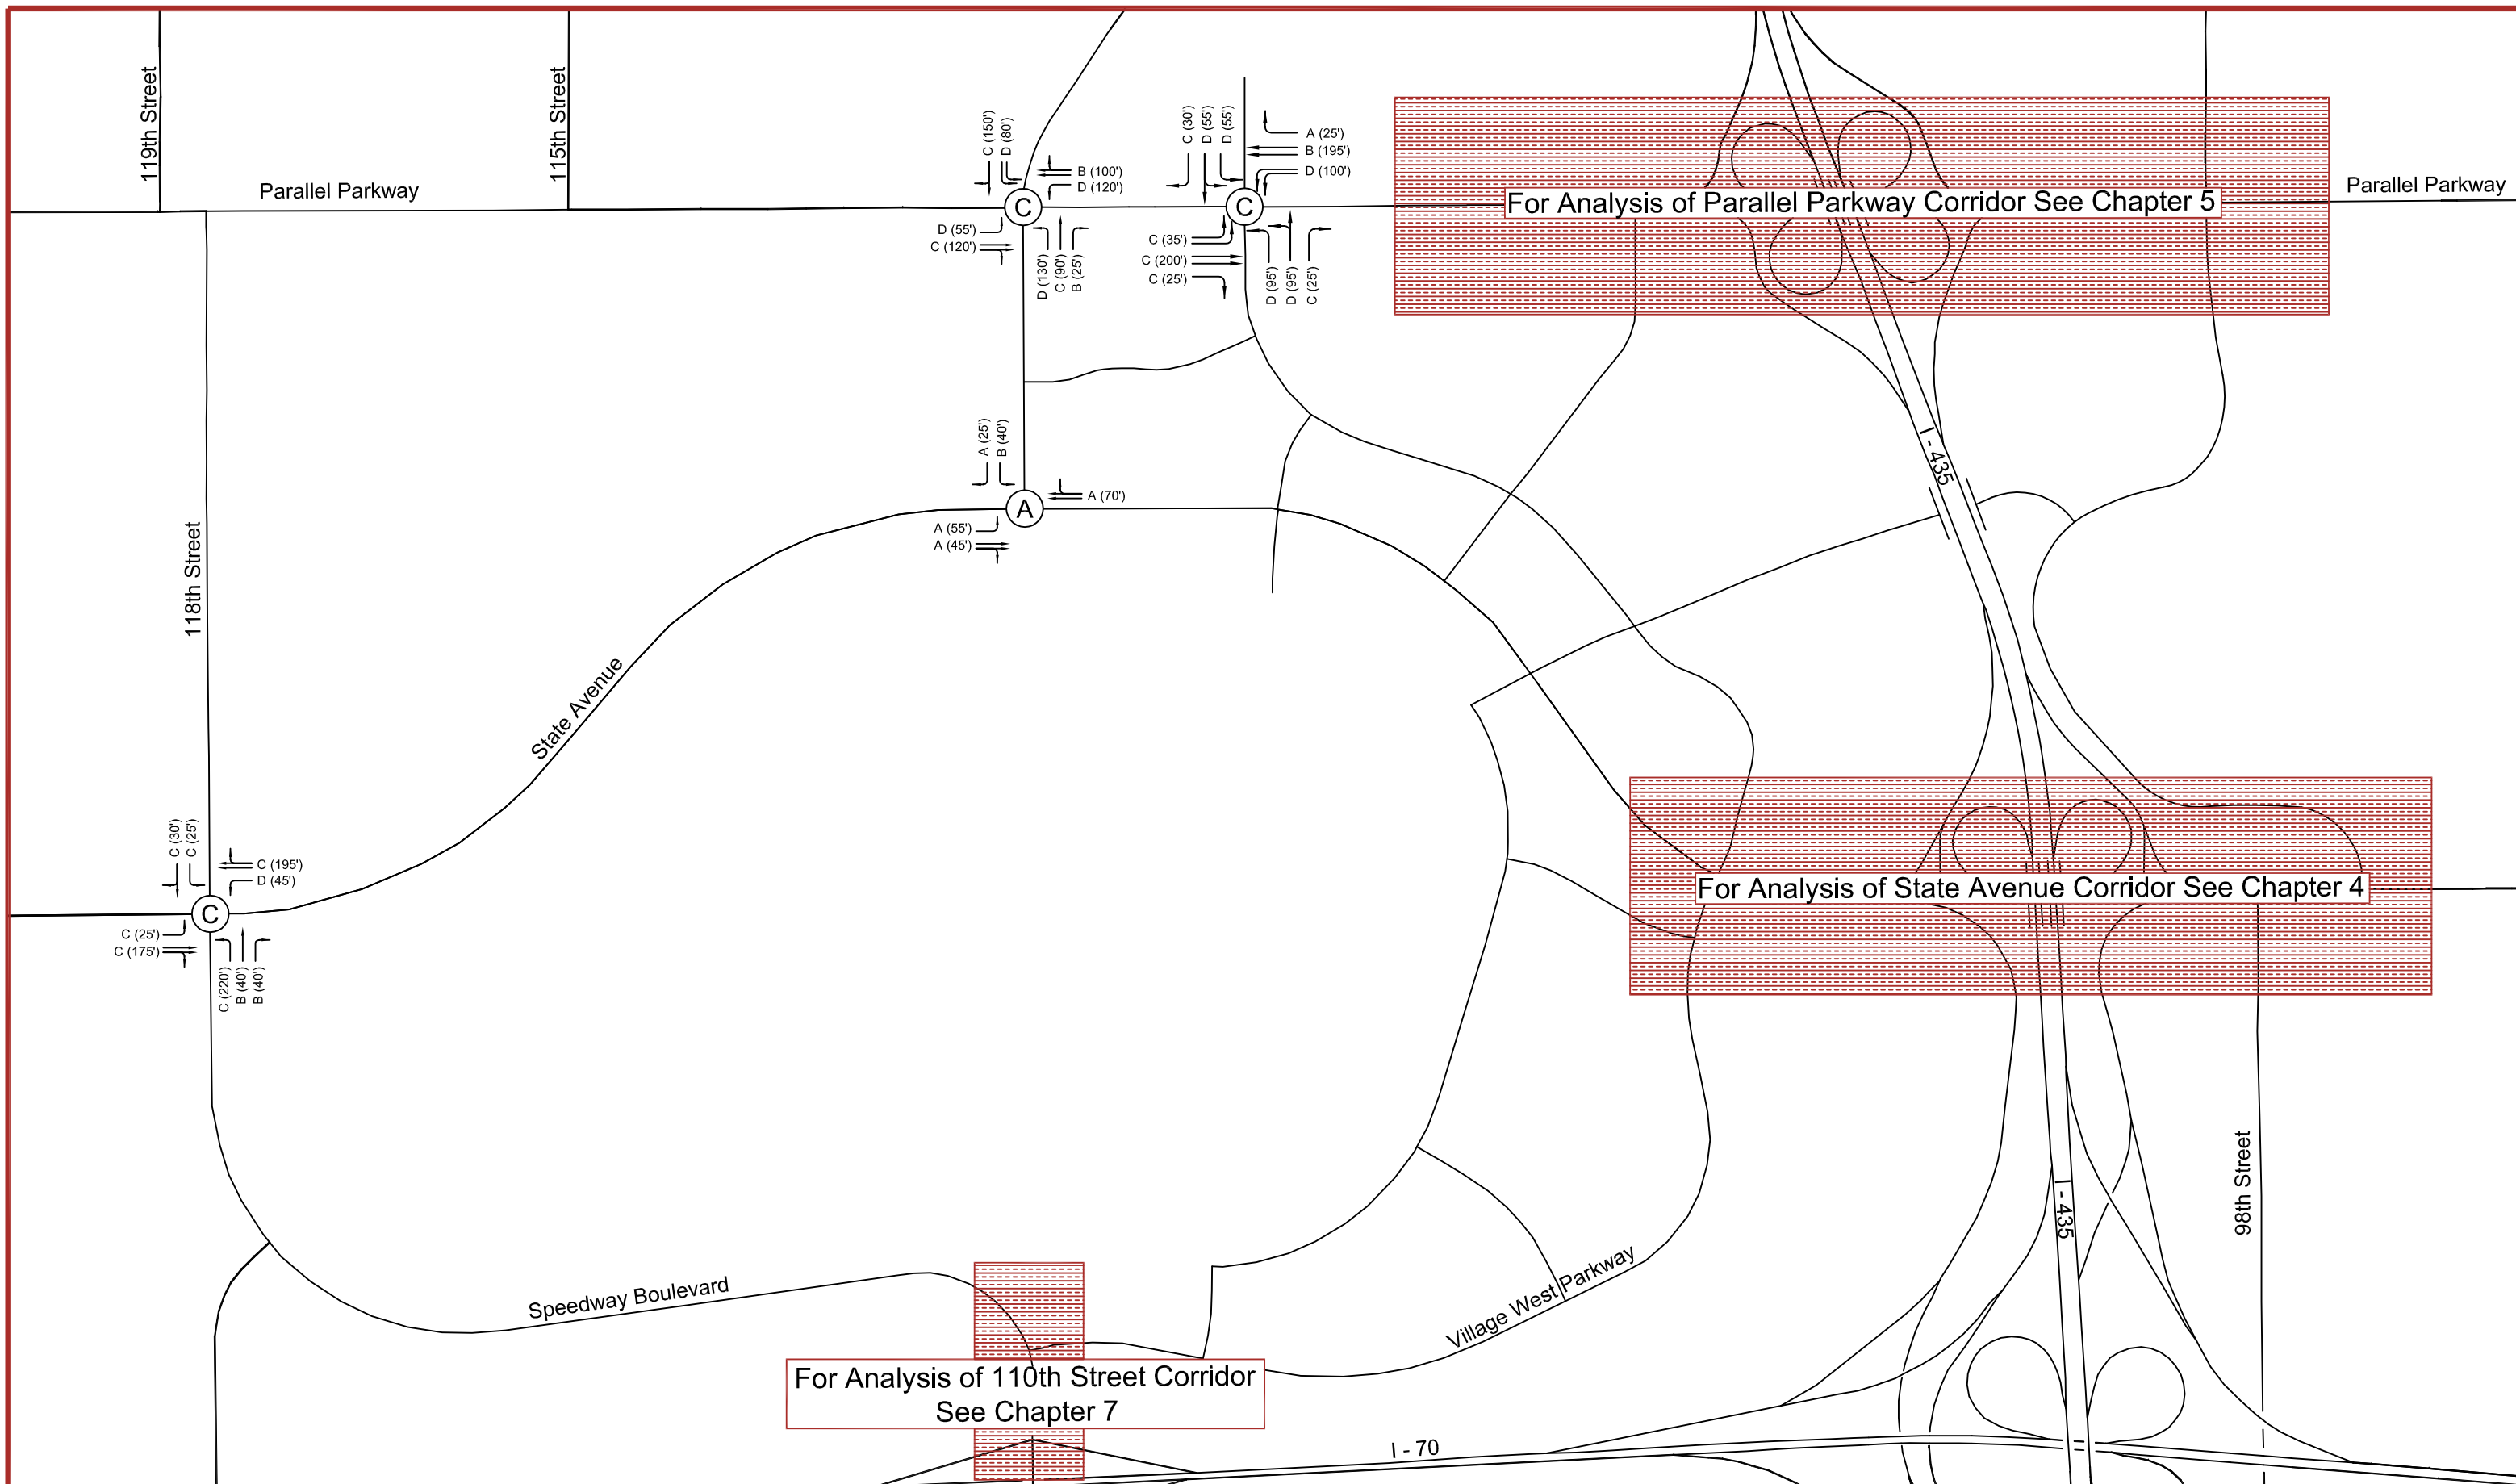 119th Street
115th Street
Parallel Parkway
C (150')
D (80')
B (100')
D (120')
C
D (55')
C (120')
D (130')
C (90')
B (25')
C (30')
D (55')
D (55')
A (25')
B (195')
D (100')
C
C (35')
C (200')
C (25')
D (95')
D (95')
C (25')
For Analysis of Parallel Parkway Corridor See Chapter 5
Parallel Parkway
I - 435
A (25')
B (40')
A (70')
A
A (55')
A (45')
118th Street
State Avenue
C (30')
C (25')
C (195')
D (45')
C
C (25')
C (175')
C (220')
B (40')
B (40')
For Analysis of State Avenue Corridor See Chapter 4
I - 435
98th Street
Speedway Boulevard
Village West Parkway
For Analysis of 110th Street Corridor
See Chapter 7
I - 70